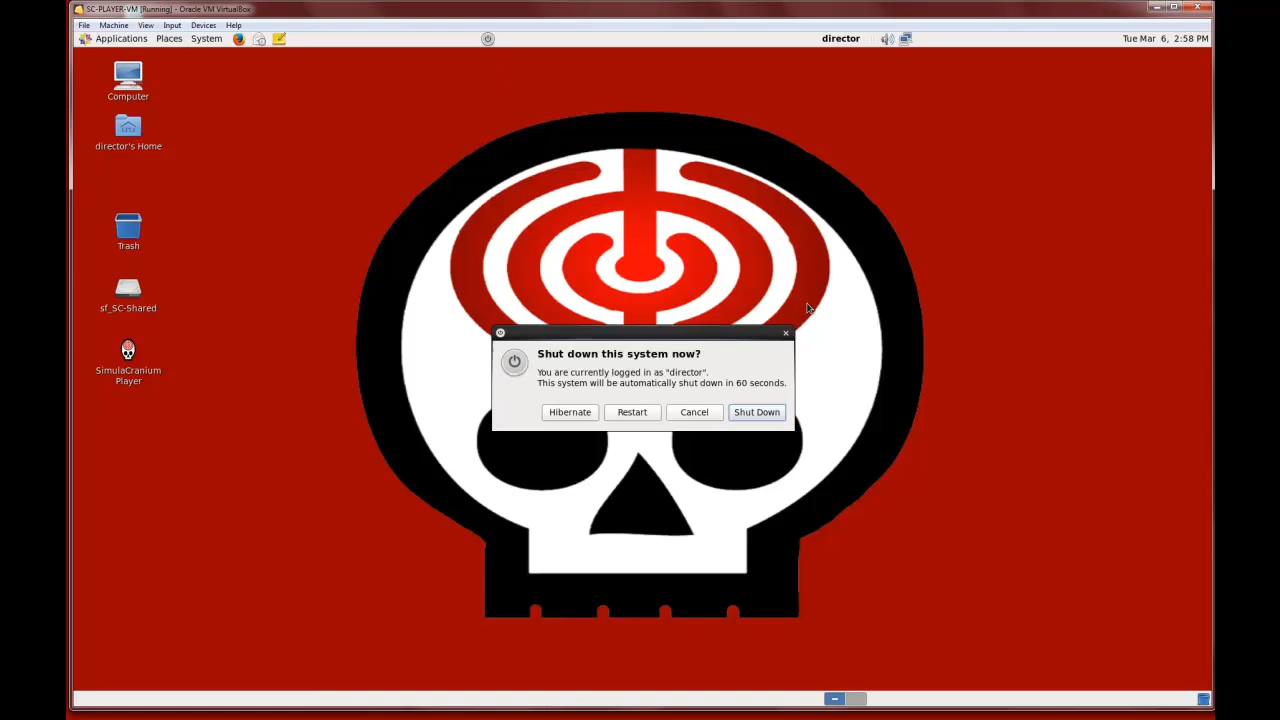 SC-PLAYER-VM [Running] - Oracle VM VirtualBox
File Machine View Input Devices Help
Applications Places System director Tue Mar 6, 2:58 PM
Computer
director's Home
Trash
sf_SC-Shared
SimulaCranium
Player
Shut down this system now?
You are currently logged in as "director".
This system will be automatically shut down in 60 seconds.
Hibernate Restart Cancel Shut Down